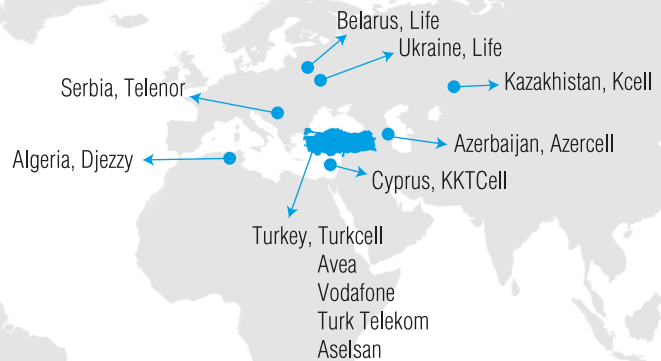 Belarus, Life
Ukraine, Life
Serbia, Telenor
Kazakhistan, Kcell
Azerbaijan, Azercell
Algeria, Djezzy
Cyprus, KKTCell
Turkey, Turkcell
Avea
Vodafone
Turk Telekom
Aselsan